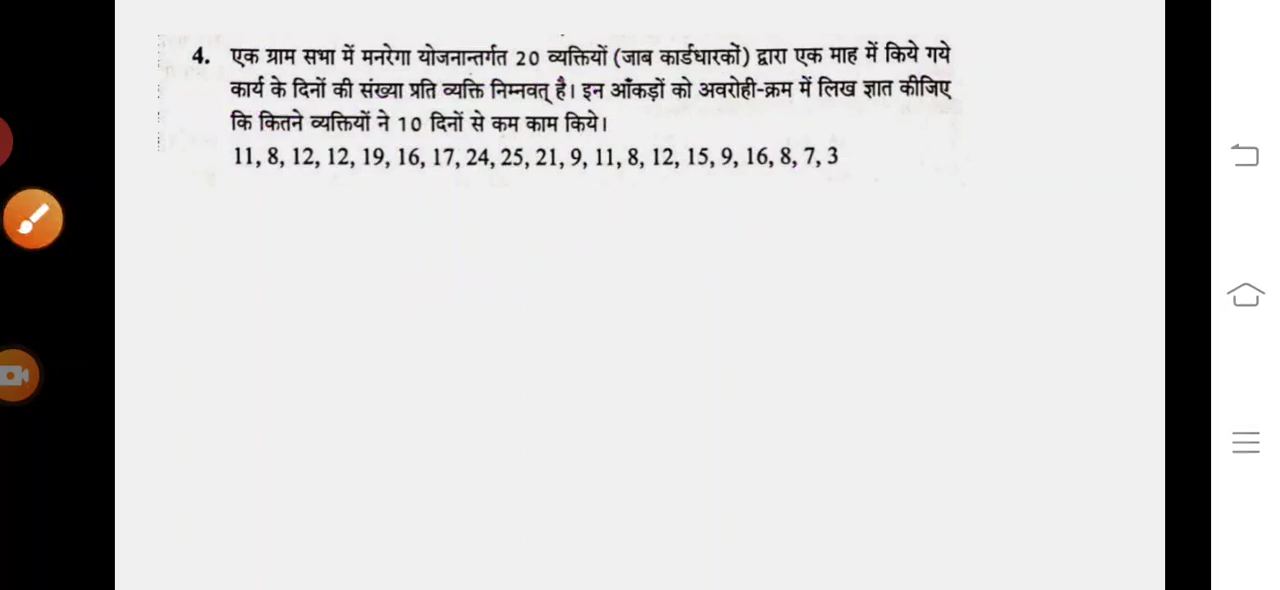 4. एक ग्राम सभा में मनरेगा योजनान्तर्गत 20 व्यक्तियों (जाब कार्डधारकों) द्वारा एक माह में किये गये
कार्य के दिनों की संख्या प्रति व्यक्ति निम्नवत् है। इन आँकड़ों को अवरोही-क्रम में लिख ज्ञात कीजिए
कि कितने व्यक्तियों ने 10 दिनों से कम काम किये।
11, 8, 12, 12, 19, 16, 17, 24, 25, 21, 9, 11, 8, 12, 15, 9, 16, 8, 7, 3